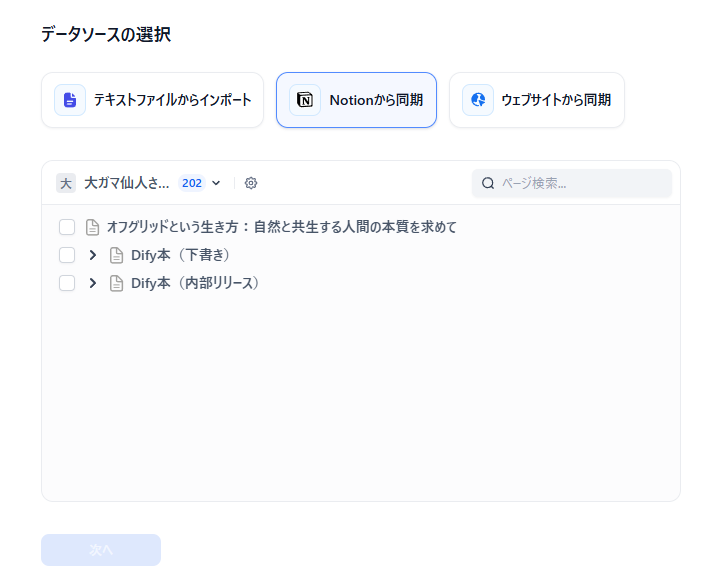 データソースの選択
テキストファイルからインポート
Notionから同期
ウェブサイトから同期
大 大ガマ仙人さ... 202
ページ検索...
オフグリッドという生き方：自然と共生する人間の本質を求めて
Dify本（下書き）
Dify本（内部リリース）
次へ